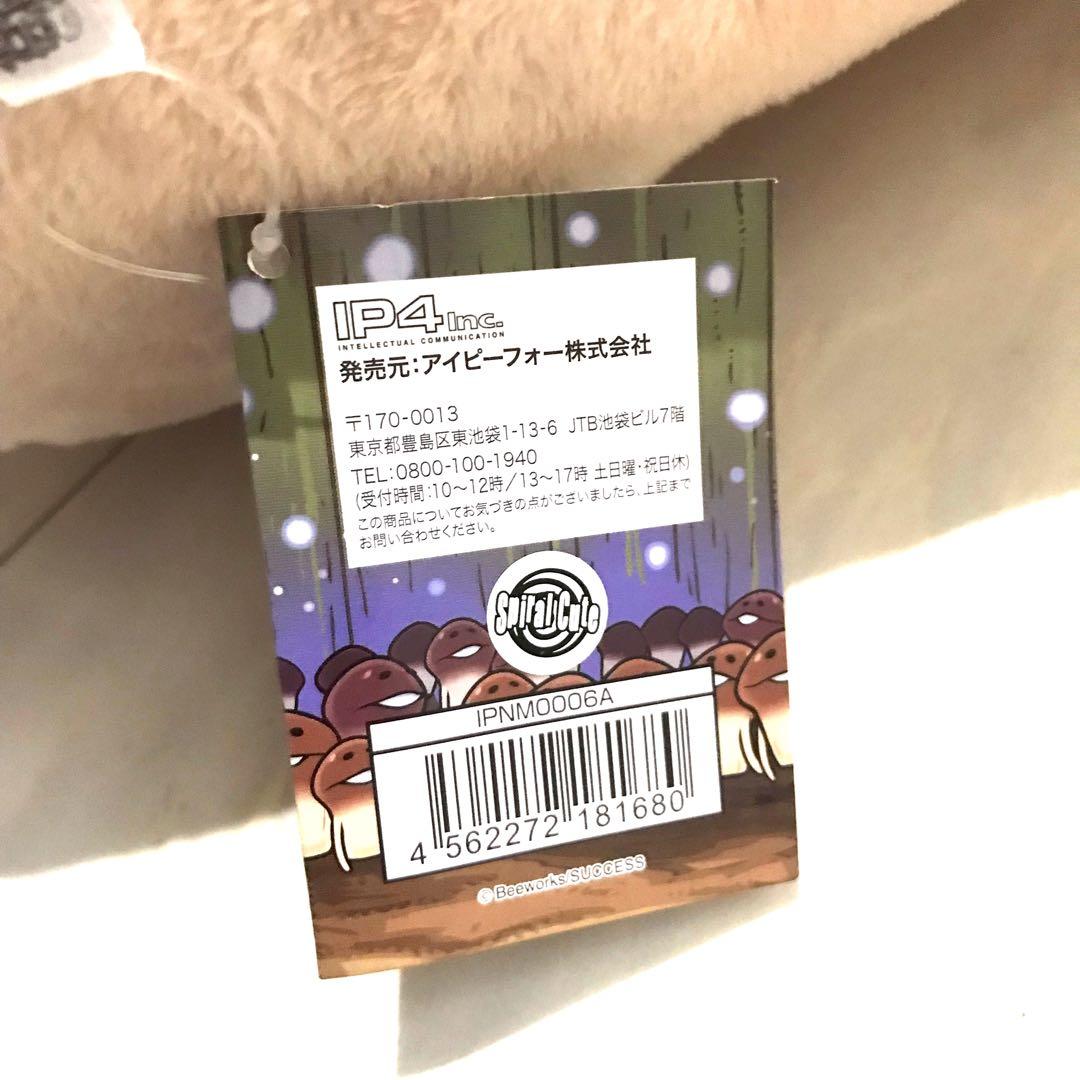 IP4 Inc.
INTELLECTUAL COMMUNICATION
発売元:アイピーフォー株式会社
〒170-0013
東京都豊島区東池袋1-13-6 JTB池袋ビル7階
TEL:0800-100-1940
(受付時間:10〜12時/13〜17時 土日曜・祝日休)
この商品についてお気づきの点がございましたら、上記まで
お問い合わせください。
Spiral Cute
IPNM0006A
4 562272 181680
© Beeworks/SUCCESS